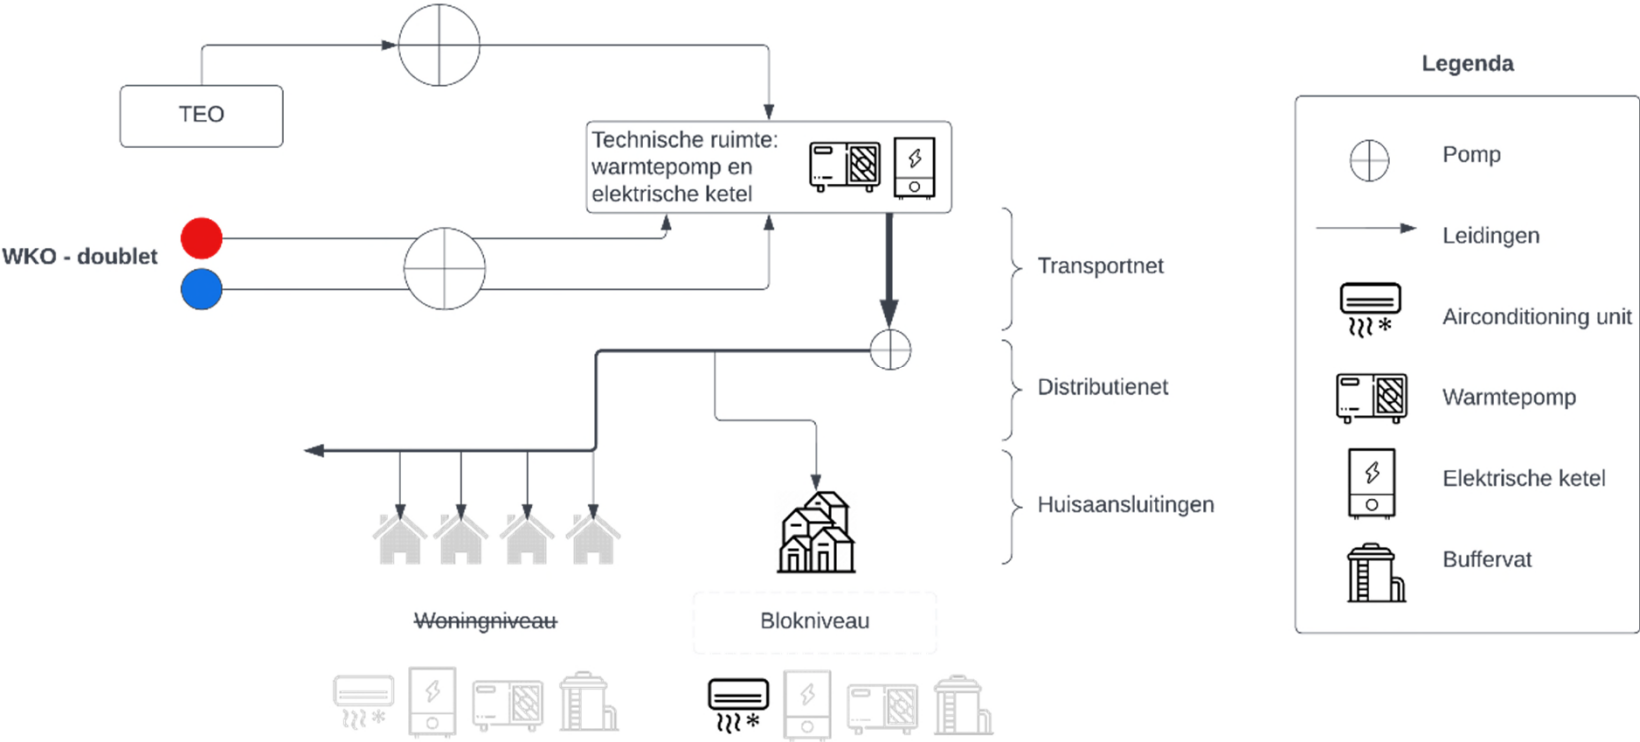 TEO
Technische ruimte:
warmtepomp en
elektrische ketel
WKO - doublet
Transportnet
Distributienet
Huisaansluitingen
Woningniveau
Blokniveau
Legenda
Pomp
Leidingen
Airconditioning unit
Warmtepomp
Elektrische ketel
Buffervat